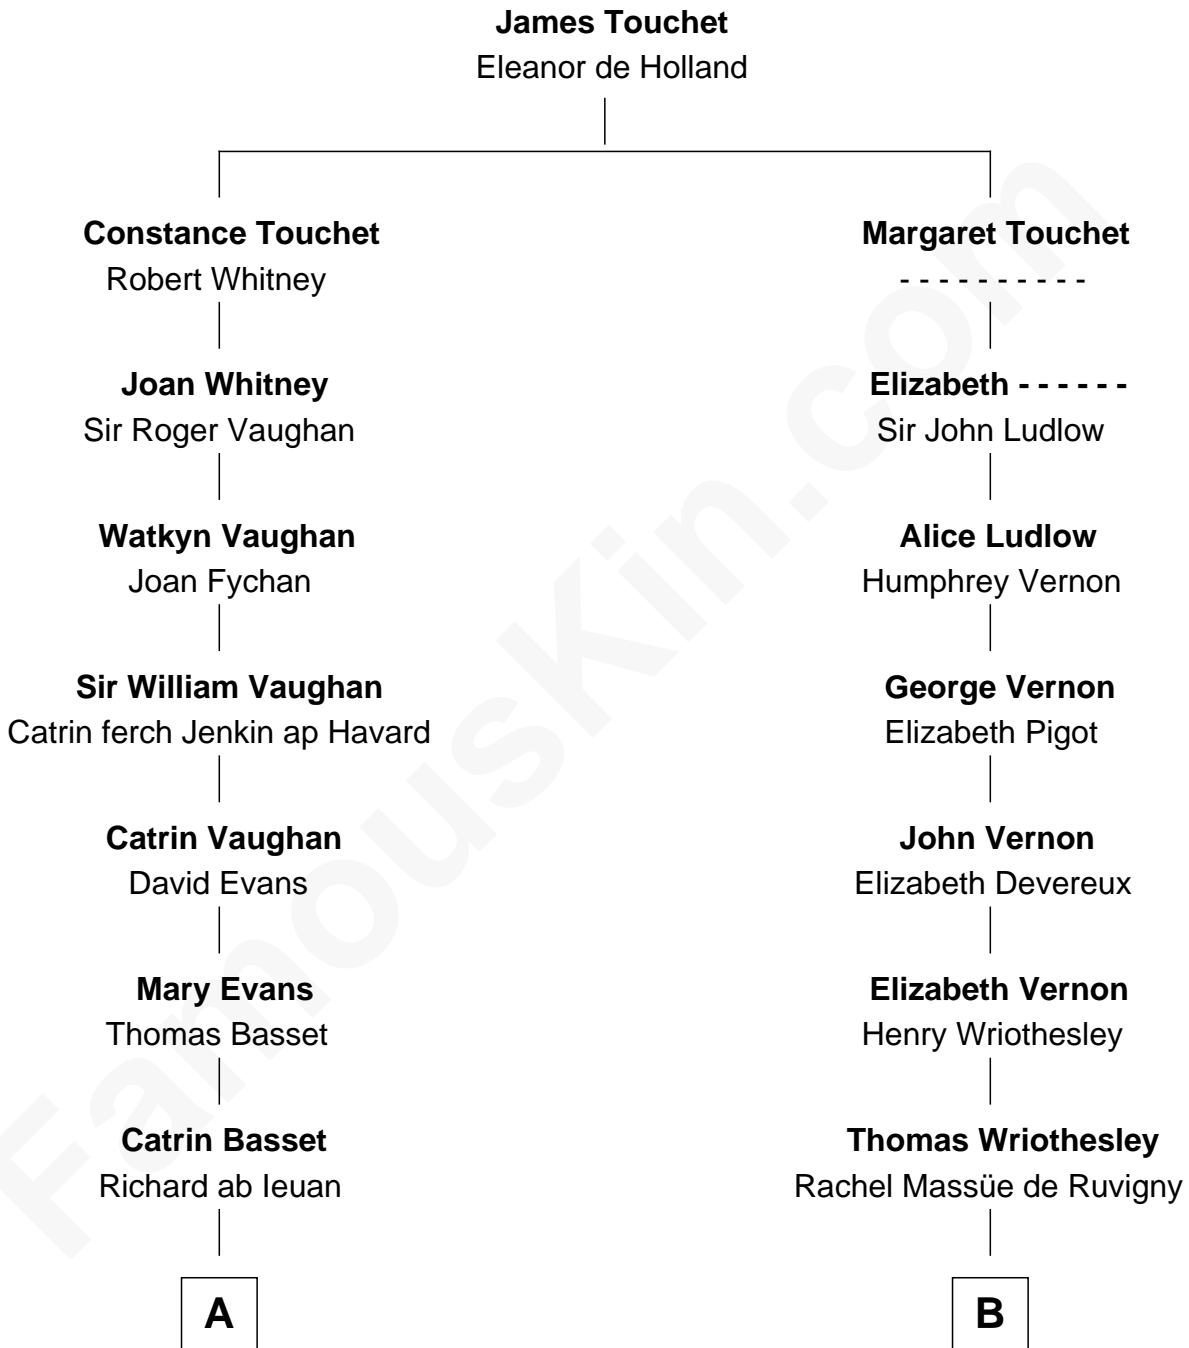 James Touchet
Eleanor de Holland
Constance Touchet
Robert Whitney
Joan Whitney
Sir Roger Vaughan
Watkyn Vaughan
Joan Fychan
Sir William Vaughan
Catrin ferch Jenkin ap Havard
Catrin Vaughan
David Evans
Mary Evans
Thomas Basset
Catrin Basset
Richard ab Ieuan
A
Margaret Touchet
- - - - - - - - - -
Elizabeth - - - - - -
Sir John Ludlow
Alice Ludlow
Humphrey Vernon
George Vernon
Elizabeth Pigot
John Vernon
Elizabeth Devereux
Elizabeth Vernon
Henry Wriothesley
Thomas Wriothesley
Rachel Massüe de Ruvigny
B
FamousKin.com